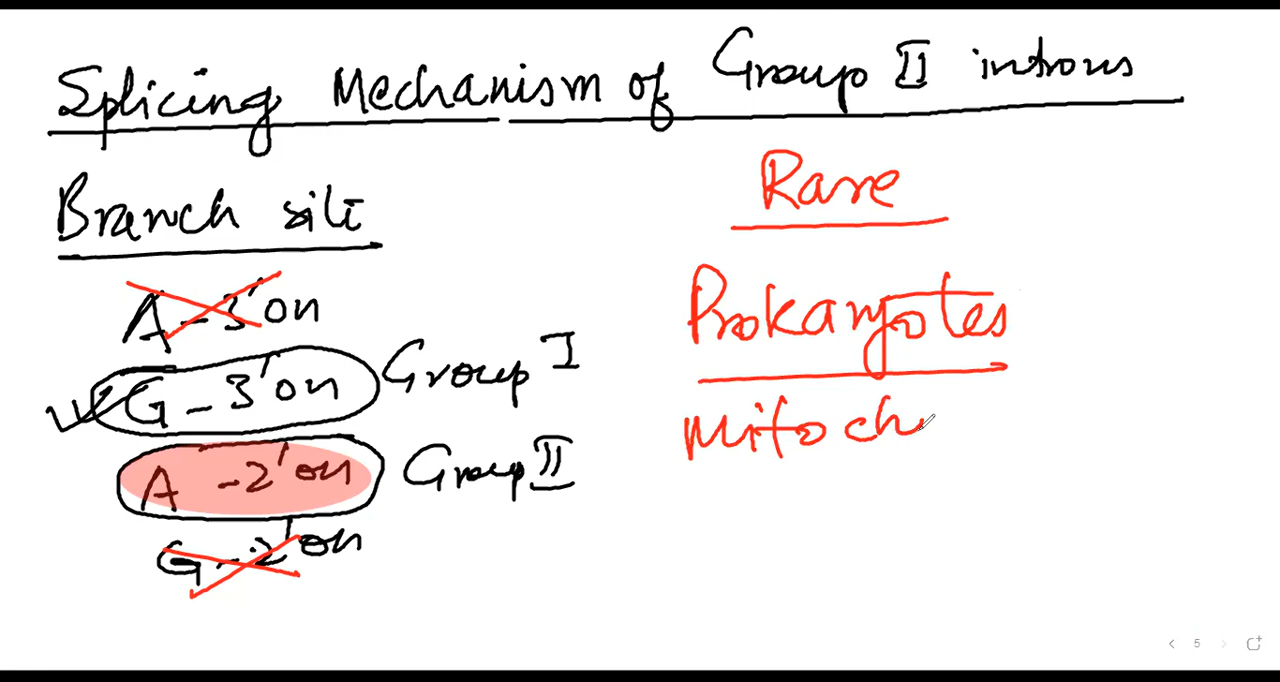 Splicing Mechanism of Group II introns
Branch site
A - 3'OH
G - 3'OH Group I
A - 2'OH Group II
G - 2'OH
Rare
Prokaryotes
Mitoch
5